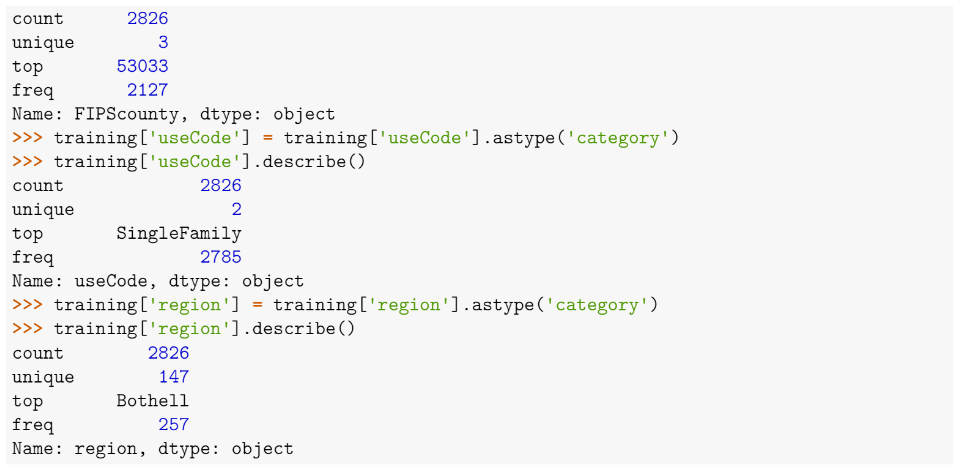 count      2826
unique        3
top       53033
freq       2127
Name: FIPScounty, dtype: object
>>> training['useCode'] = training['useCode'].astype('category')
>>> training['useCode'].describe()
count             2826
unique               2
top       SingleFamily
freq              2785
Name: useCode, dtype: object
>>> training['region'] = training['region'].astype('category')
>>> training['region'].describe()
count        2826
unique        147
top       Bothell
freq          257
Name: region, dtype: object